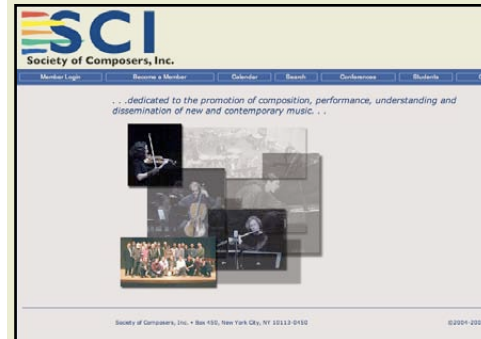 SCI
Society of Composers, Inc.
Member Login
Become a Member
Calendar
Search
Conferences
Students
. . .dedicated to the promotion of composition, performance, understanding and
dissemination of new and contemporary music. . .
Society of Composers, Inc. • Box 450, New York City, NY 10113-0450
©2004-200